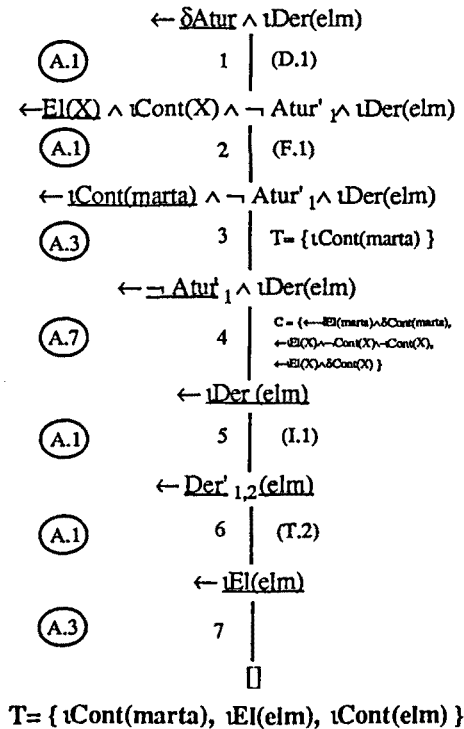 ← δAtur ∧ ιDer(elm)
A.1 1 (D.1)
←El(X) ∧ ιCont(X) ∧ ¬ Atur' 1 ∧ ιDer(elm)
A.1 2 (F.1)
← ιCont(marta) ∧ ¬ Atur' 1 ∧ ιDer(elm)
A.3 3 T= { ιCont(marta) }
← ¬ Atur' 1 ∧ ιDer(elm)
A.7 4 C = {← ¬El(marta)∧δCont(marta),
←ιEl(X)∧¬Cont(X)∧¬ιCont(X),
←ιEl(X)∧δCont(X) }
← ιDer (elm)
A.1 5 (I.1)
← Der' 1,2 (elm)
A.1 6 (T.2)
← ιEl(elm)
A.3 7
[]
T= { ιCont(marta), ιEl(elm), ιCont(elm) }